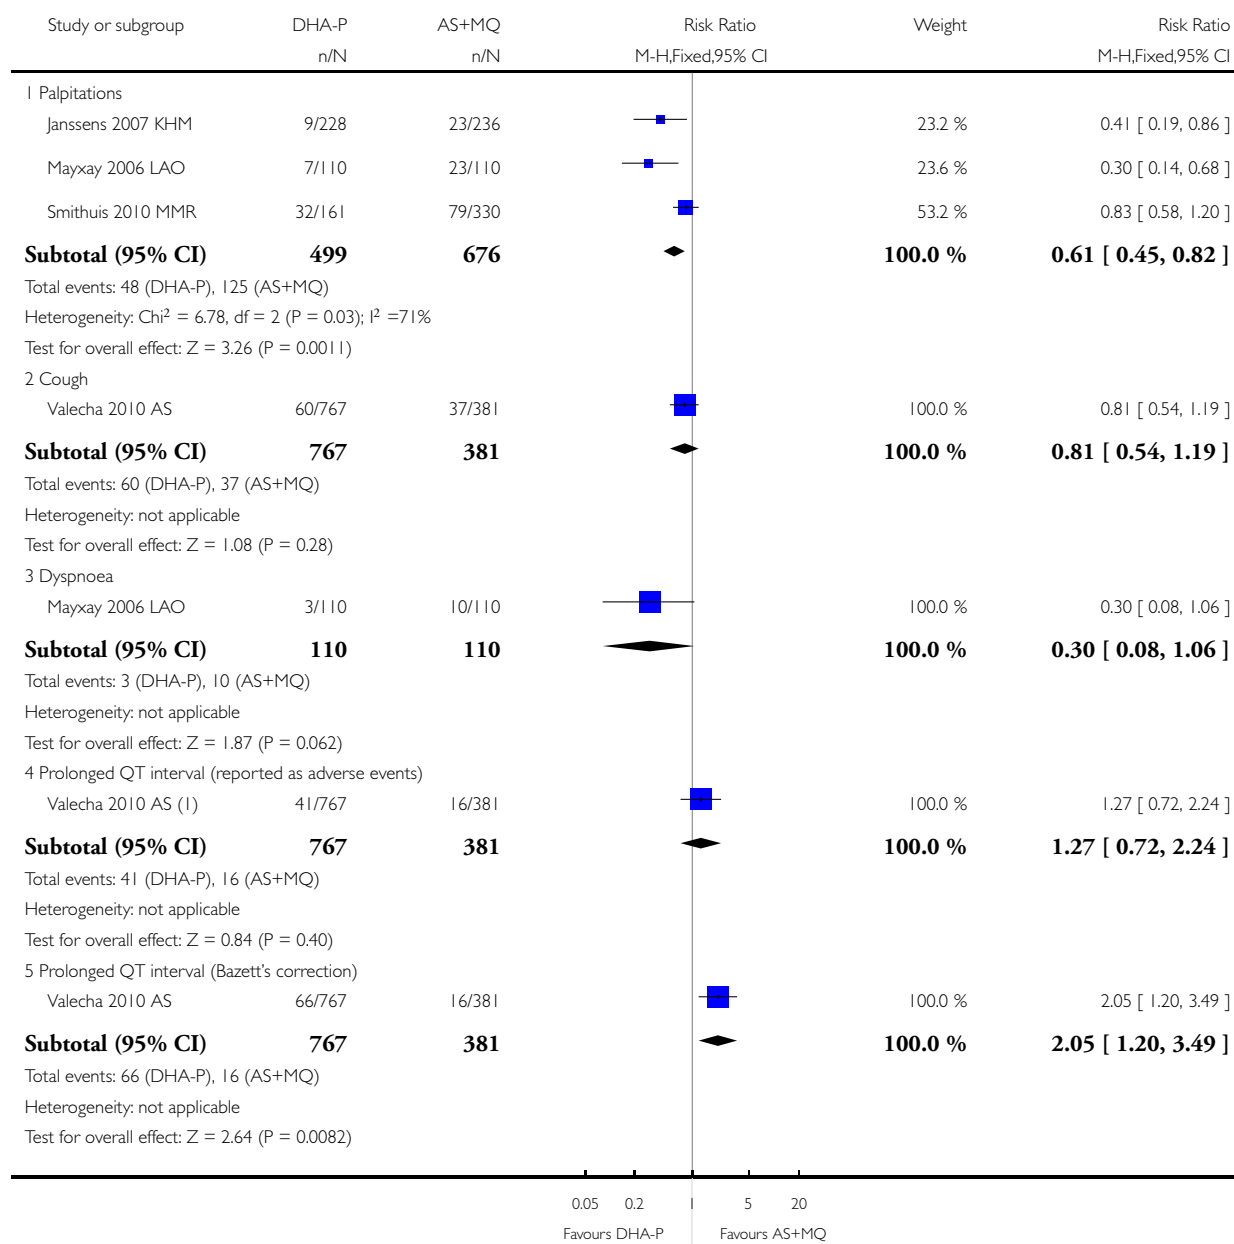 Study or subgroup DHA-P AS+MQ Risk Ratio Weight Risk Ratio
n/N n/N M-H,Fixed,95% CI M-H,Fixed,95% CI
1 Palpitations
Janssens 2007 KHM 9/228 23/236 23.2 % 0.41 [ 0.19, 0.86 ]
Mayxay 2006 LAO 7/110 23/110 23.6 % 0.30 [ 0.14, 0.68 ]
Smithuis 2010 MMR 32/161 79/330 53.2 % 0.83 [ 0.58, 1.20 ]
Subtotal (95% CI) 499 676 100.0 % 0.61 [ 0.45, 0.82 ]
Total events: 48 (DHA-P), 125 (AS+MQ)
Heterogeneity: Chi² = 6.78, df = 2 (P = 0.03); I² =71%
Test for overall effect: Z = 3.26 (P = 0.0011)
2 Cough
Valecha 2010 AS 60/767 37/381 100.0 % 0.81 [ 0.54, 1.19 ]
Subtotal (95% CI) 767 381 100.0 % 0.81 [ 0.54, 1.19 ]
Total events: 60 (DHA-P), 37 (AS+MQ)
Heterogeneity: not applicable
Test for overall effect: Z = 1.08 (P = 0.28)
3 Dyspnoea
Mayxay 2006 LAO 3/110 10/110 100.0 % 0.30 [ 0.08, 1.06 ]
Subtotal (95% CI) 110 110 100.0 % 0.30 [ 0.08, 1.06 ]
Total events: 3 (DHA-P), 10 (AS+MQ)
Heterogeneity: not applicable
Test for overall effect: Z = 1.87 (P = 0.062)
4 Prolonged QT interval (reported as adverse events)
Valecha 2010 AS (1) 41/767 16/381 100.0 % 1.27 [ 0.72, 2.24 ]
Subtotal (95% CI) 767 381 100.0 % 1.27 [ 0.72, 2.24 ]
Total events: 41 (DHA-P), 16 (AS+MQ)
Heterogeneity: not applicable
Test for overall effect: Z = 0.84 (P = 0.40)
5 Prolonged QT interval (Bazett's correction)
Valecha 2010 AS 66/767 16/381 100.0 % 2.05 [ 1.20, 3.49 ]
Subtotal (95% CI) 767 381 100.0 % 2.05 [ 1.20, 3.49 ]
Total events: 66 (DHA-P), 16 (AS+MQ)
Heterogeneity: not applicable
Test for overall effect: Z = 2.64 (P = 0.0082)
0.05 0.2 1 5 20
Favours DHA-P Favours AS+MQ